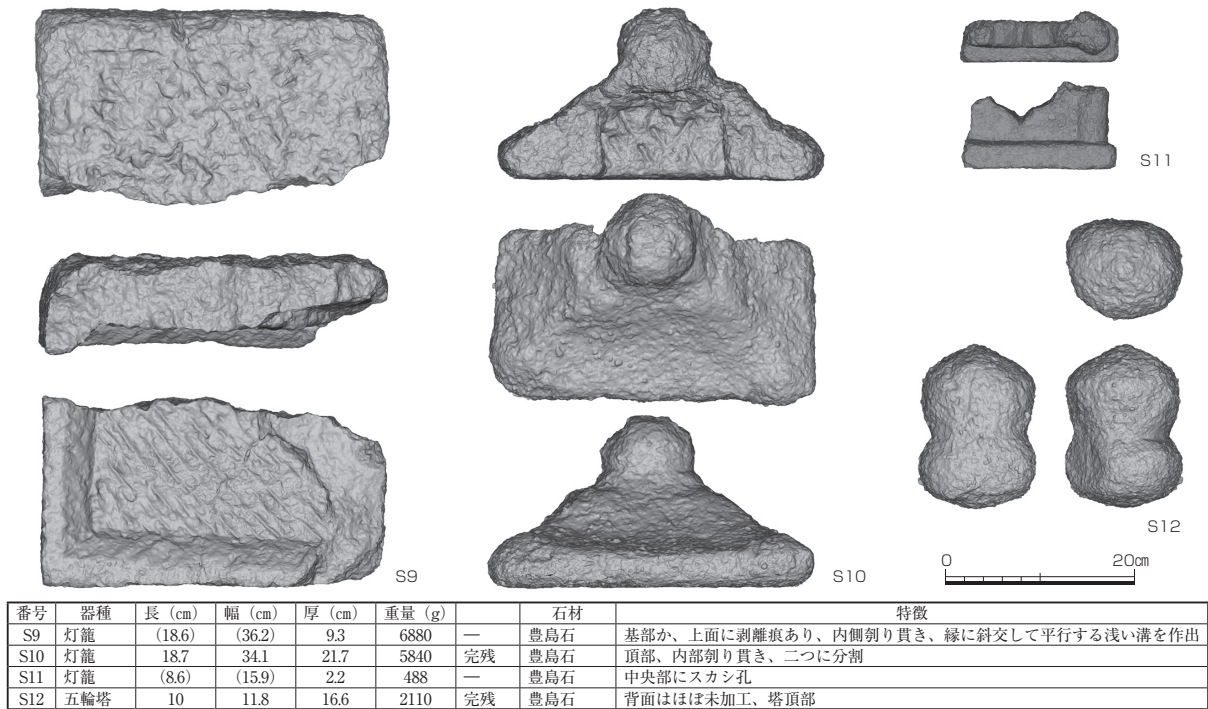 S11
S12
0 20㎝
S9
S10
番号 器種 長（㎝） 幅（㎝） 厚（㎝） 重量（g） 石材 特徴
S9 灯籠 （18.6） （36.2） 9.3 6880 ― 豊島石 基部か、上面に剥離痕あり、内側刳り貫き、縁に斜交して平行する浅い溝を作出
S10 灯籠 18.7 34.1 21.7 5840 完残 豊島石 頂部、内部刳り貫き、二つに分割
S11 灯籠 （8.6） （15.9） 2.2 488 ― 豊島石 中央部にスカシ孔
S12 五輪塔 10 11.8 16.6 2110 完残 豊島石 背面はほぼ未加工、塔頂部